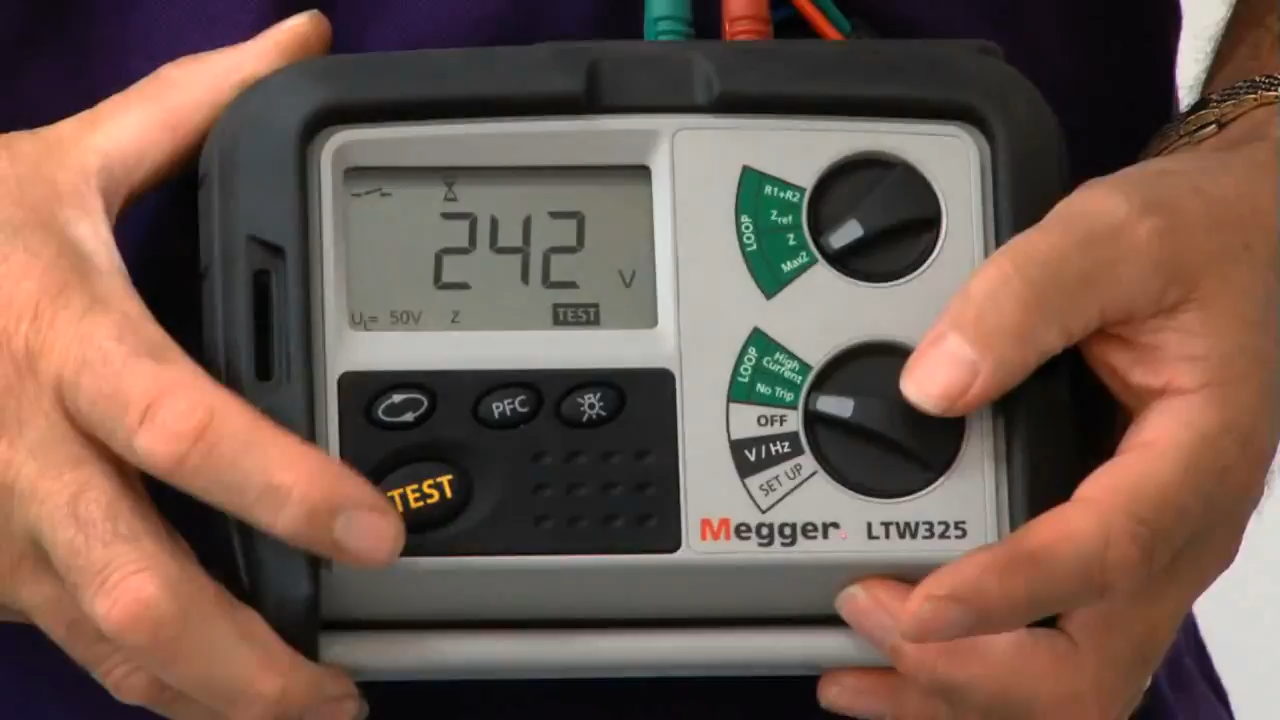 242 V
U_L= 50V Z TEST
PFC
TEST
LOOP
R1+R2
Zref
Z
MaxZ
LOOP
High
Current
No Trip
OFF
V / Hz
SET UP
Megger. LTW325